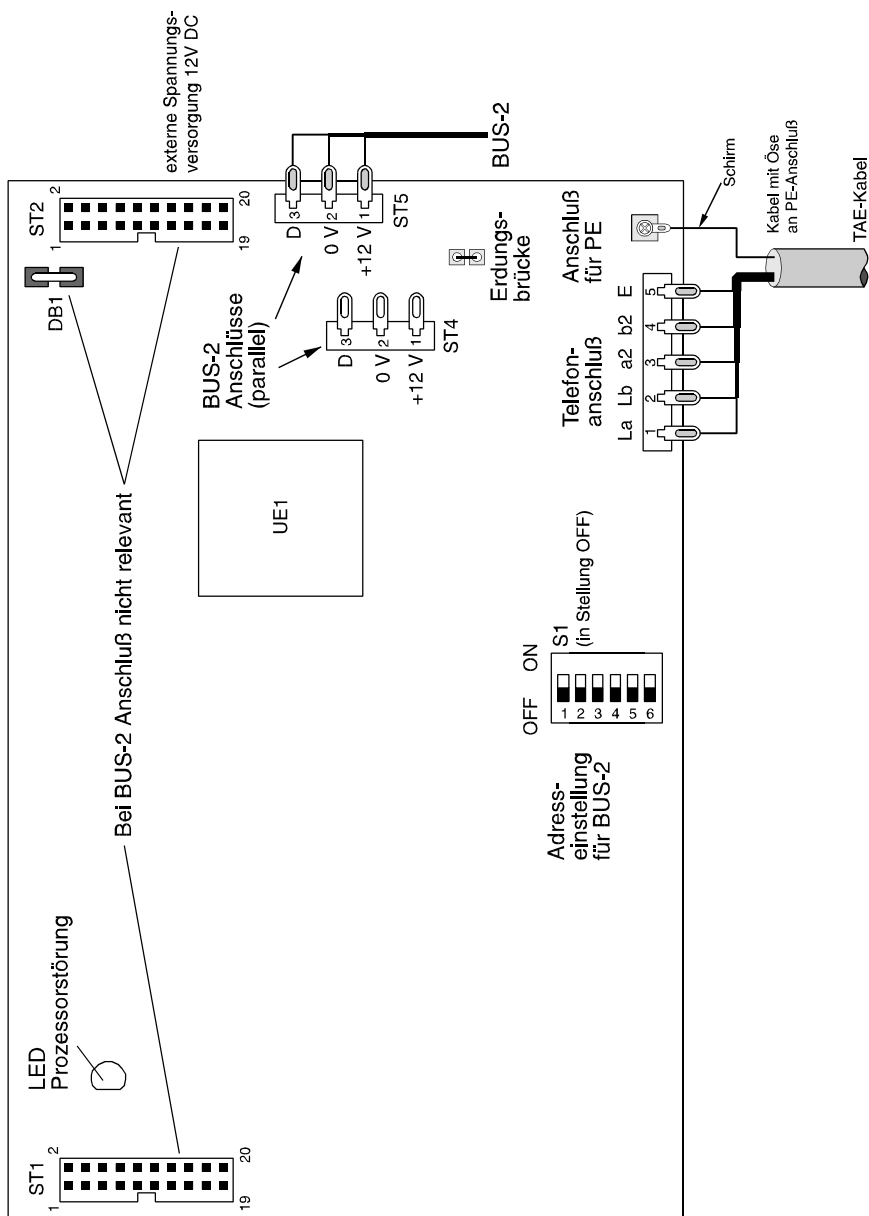 ST1
1
2
19
20
LED
Prozessorstörung
Bei BUS-2 Anschluß nicht relevant
DB1
ST2
1
2
19
20
externe Spannungs-
versorgung 12V DC
UE1
BUS-2
Anschlüsse
(parallel)
D 3
0 V 2
+12 V 1
ST5
D 3
0 V 2
+12 V 1
ST4
BUS-2
Erdungs-
brücke
Adress-
einstellung
für BUS-2
OFF
ON
S1
(in Stellung OFF)
1
2
3
4
5
6
Telefon-
anschluß
La Lb a2 b2 E
1 2 3 4 5
Anschluß
für PE
Schirm
Kabel mit Öse
an PE-Anschluß
TAE-Kabel